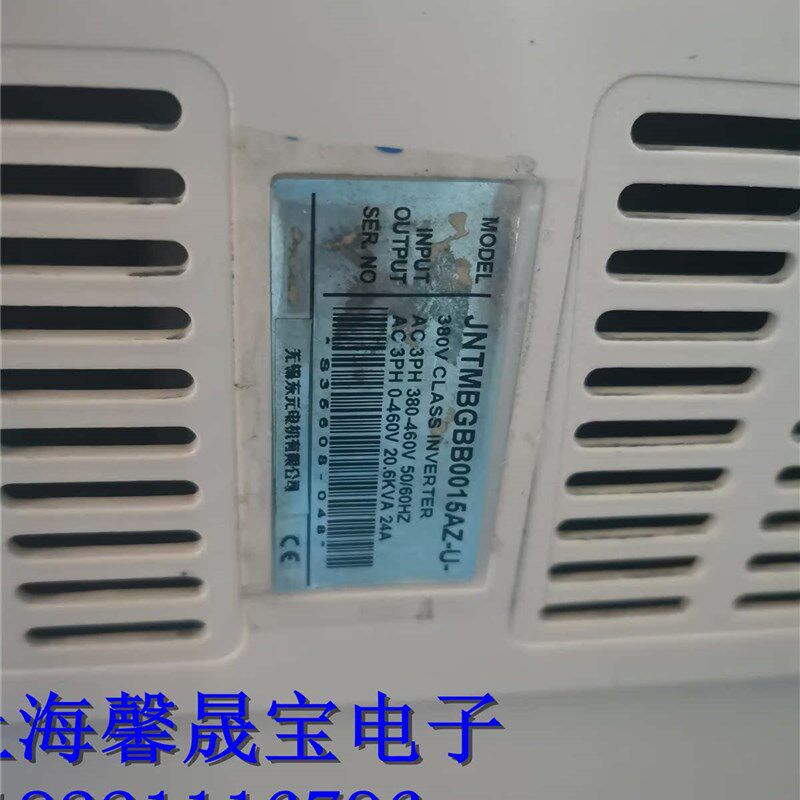 MODEL JNTMBGBB0015AZ-U-
380V CLASS INVERTER
INPUT AC 3PH 380-460V 50/60HZ
OUTPUT AC 3PH 0-460V 20.6KVA 24A
SER. NO
*S35608-048*
无锡东元电机有限公司 CE
上海馨晟宝电子